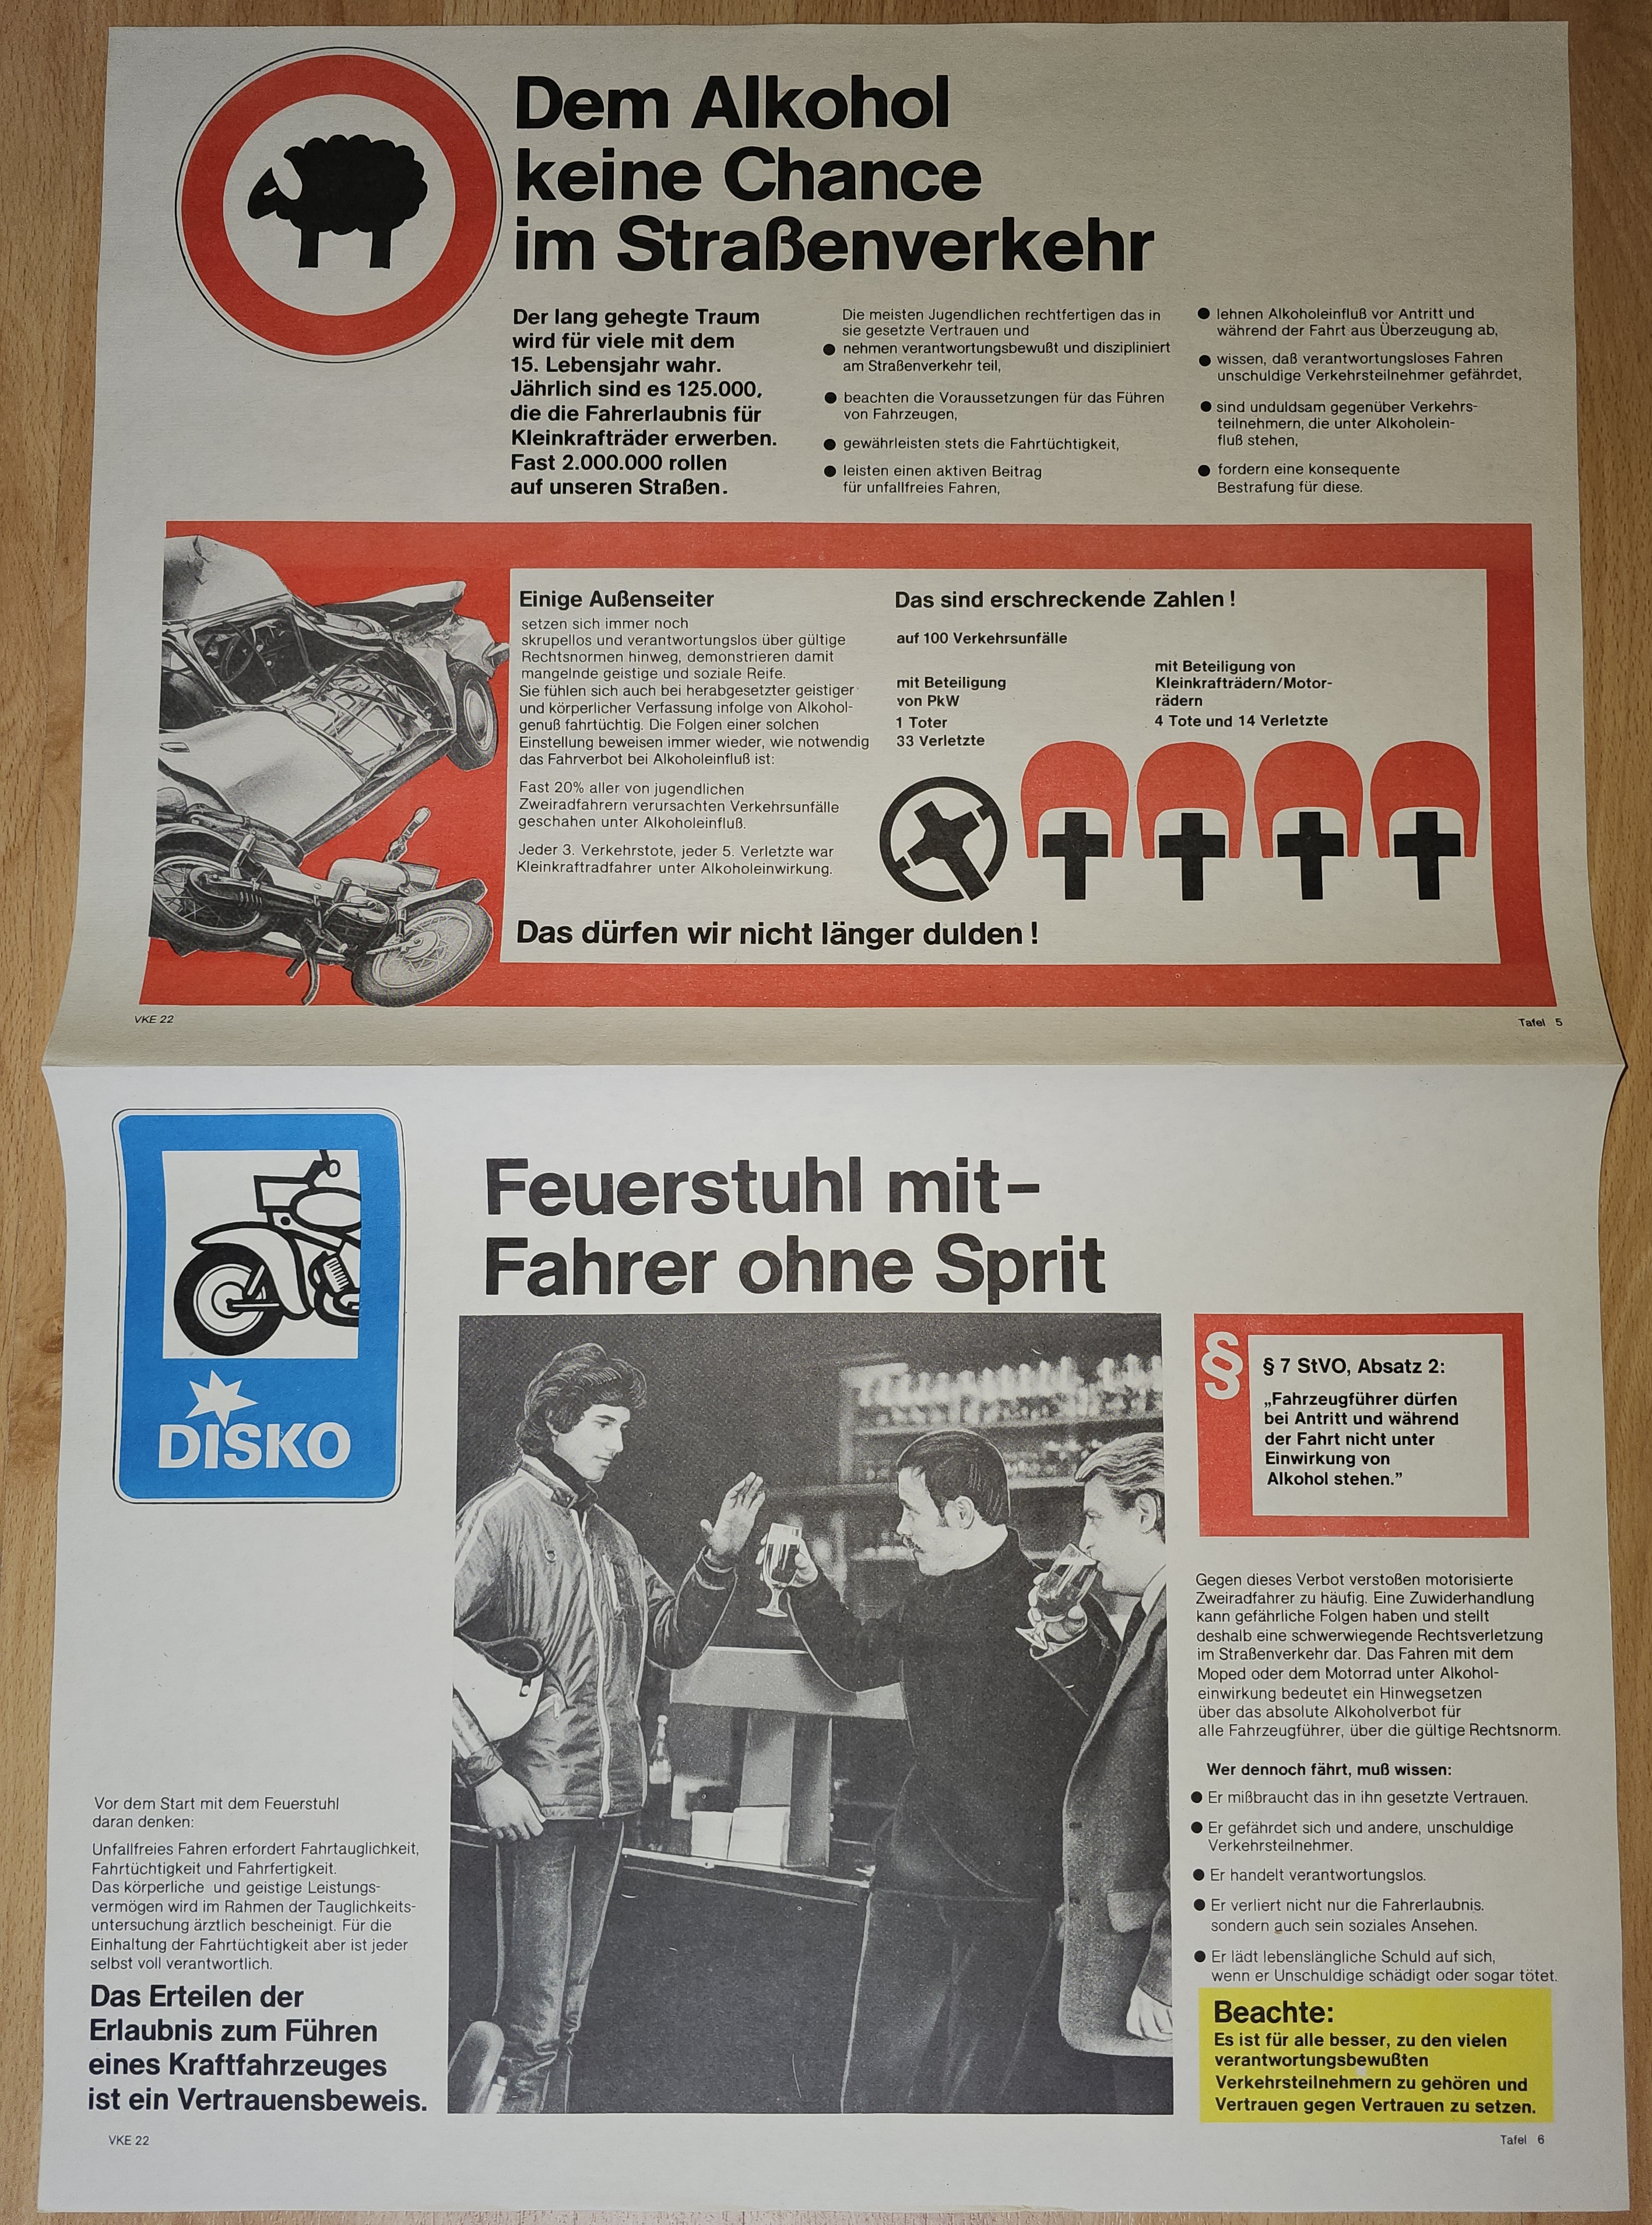 Dem Alkohol
keine Chance
im Straßenverkehr
Der lang gehegte Traum
wird für viele mit dem
15. Lebensjahr wahr.
Jährlich sind es 125.000,
die die Fahrerlaubnis für
Kleinkrafträder erwerben.
Fast 2.000.000 rollen
auf unseren Straßen.
Die meisten Jugendlichen rechtfertigen das in
sie gesetzte Vertrauen und
● nehmen verantwortungsbewußt und diszipliniert
am Straßenverkehr teil,
● beachten die Voraussetzungen für das Führen
von Fahrzeugen,
● gewährleisten stets die Fahrtüchtigkeit,
● leisten einen aktiven Beitrag
für unfallfreies Fahren,
● lehnen Alkoholeinfluß vor Antritt und
während der Fahrt aus Überzeugung ab,
● wissen, daß verantwortungsloses Fahren
unschuldige Verkehrsteilnehmer gefährdet,
● sind unduldsam gegenüber Verkehrs-
teilnehmern, die unter Alkoholein-
fluß stehen,
● fordern eine konsequente
Bestrafung für diese.
Einige Außenseiter
setzen sich immer noch
skrupellos und verantwortungslos über gültige
Rechtsnormen hinweg, demonstrieren damit
mangelnde geistige und soziale Reife.
Sie fühlen sich auch bei herabgesetzter geistiger
und körperlicher Verfassung infolge von Alkohol-
genuß fahrtüchtig. Die Folgen einer solchen
Einstellung beweisen immer wieder, wie notwendig
das Fahrverbot bei Alkoholeinfluß ist:
Fast 20% aller von jugendlichen
Zweiradfahrern verursachten Verkehrsunfälle
geschahen unter Alkoholeinfluß.
Jeder 3. Verkehrstote, jeder 5. Verletzte war
Kleinkraftradfahrer unter Alkoholeinwirkung.
Das sind erschreckende Zahlen!
auf 100 Verkehrsunfälle
mit Beteiligung
von PkW
1 Toter
33 Verletzte
mit Beteiligung von
Kleinkrafträdern/Motor-
rädern
4 Tote und 14 Verletzte
Das dürfen wir nicht länger dulden!
VKE 22
Tafel 5
DISKO
Feuerstuhl mit–
Fahrer ohne Sprit
Vor dem Start mit dem Feuerstuhl
daran denken:
Unfallfreies Fahren erfordert Fahrtauglichkeit,
Fahrtüchtigkeit und Fahrfertigkeit.
Das körperliche und geistige Leistungs-
vermögen wird im Rahmen der Tauglichkeits-
untersuchung ärztlich bescheinigt. Für die
Einhaltung der Fahrtüchtigkeit aber ist jeder
selbst voll verantwortlich.
Das Erteilen der
Erlaubnis zum Führen
eines Kraftfahrzeuges
ist ein Vertrauensbeweis.
§
§ 7 StVO, Absatz 2:
„Fahrzeugführer dürfen
bei Antritt und während
der Fahrt nicht unter
Einwirkung von
Alkohol stehen.”
Gegen dieses Verbot verstoßen motorisierte
Zweiradfahrer zu häufig. Eine Zuwiderhandlung
kann gefährliche Folgen haben und stellt
deshalb eine schwerwiegende Rechtsverletzung
im Straßenverkehr dar. Das Fahren mit dem
Moped oder dem Motorrad unter Alkohol-
einwirkung bedeutet ein Hinwegsetzen
über das absolute Alkoholverbot für
alle Fahrzeugführer, über die gültige Rechtsnorm.
Wer dennoch fährt, muß wissen:
● Er mißbraucht das in ihn gesetzte Vertrauen.
● Er gefährdet sich und andere, unschuldige
Verkehrsteilnehmer.
● Er handelt verantwortungslos.
● Er verliert nicht nur die Fahrerlaubnis.
sondern auch sein soziales Ansehen.
● Er lädt lebenslängliche Schuld auf sich,
wenn er Unschuldige schädigt oder sogar tötet.
Beachte:
Es ist für alle besser, zu den vielen
verantwortungsbewußten
Verkehrsteilnehmern zu gehören und
Vertrauen gegen Vertrauen zu setzen.
VKE 22
Tafel 6